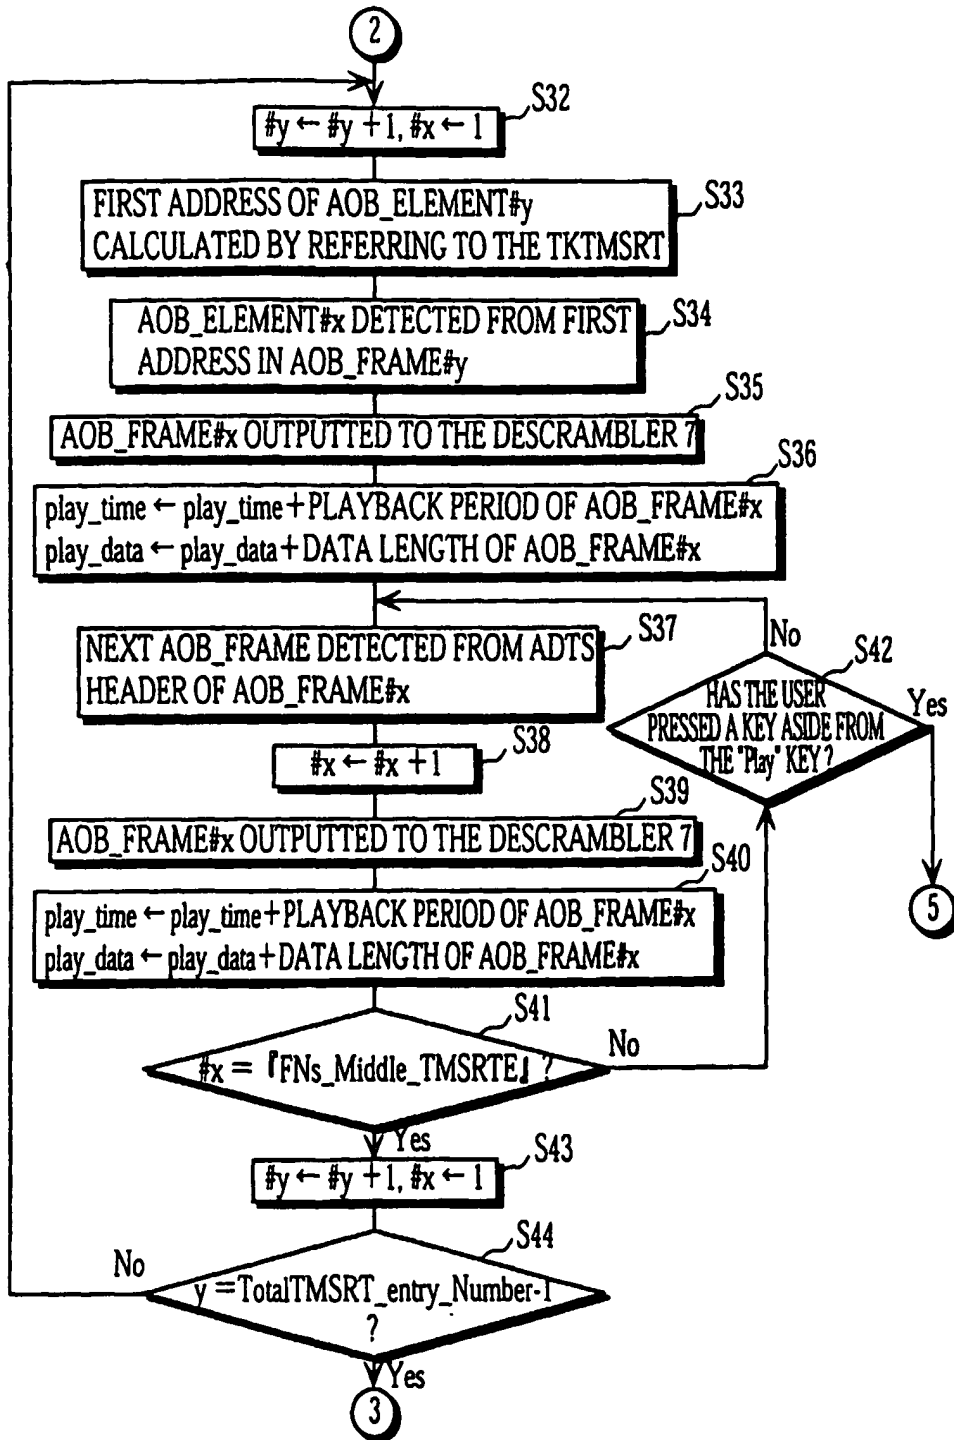 2
S32
#y ← #y + 1, #x ← 1
S33
FIRST ADDRESS OF AOB_ELEMENT#y
CALCULATED BY REFERRING TO THE TKTMSRT
S34
AOB_ELEMENT#x DETECTED FROM FIRST
ADDRESS IN AOB_FRAME#y
S35
AOB_FRAME#x OUTPUTTED TO THE DESCRAMBLER 7
S36
play_time ← play_time+PLAYBACK PERIOD OF AOB_FRAME#x
play_data ← play_data+DATA LENGTH OF AOB_FRAME#x
S37
NEXT AOB_FRAME DETECTED FROM ADTS
HEADER OF AOB_FRAME#x
No
S42
HAS THE USER
PRESSED A KEY ASIDE FROM
THE "Play" KEY ?
Yes
5
S38
#x ← #x + 1
S39
AOB_FRAME#x OUTPUTTED TO THE DESCRAMBLER 7
S40
play_time ← play_time+PLAYBACK PERIOD OF AOB_FRAME#x
play_data ← play_data+DATA LENGTH OF AOB_FRAME#x
S41
#x = 『FNs_Middle_TMSRTE』 ?
No
Yes
S43
#y ← #y + 1, #x ← 1
S44
No
y =TotalTMSRT_entry_Number-1
?
Yes
3